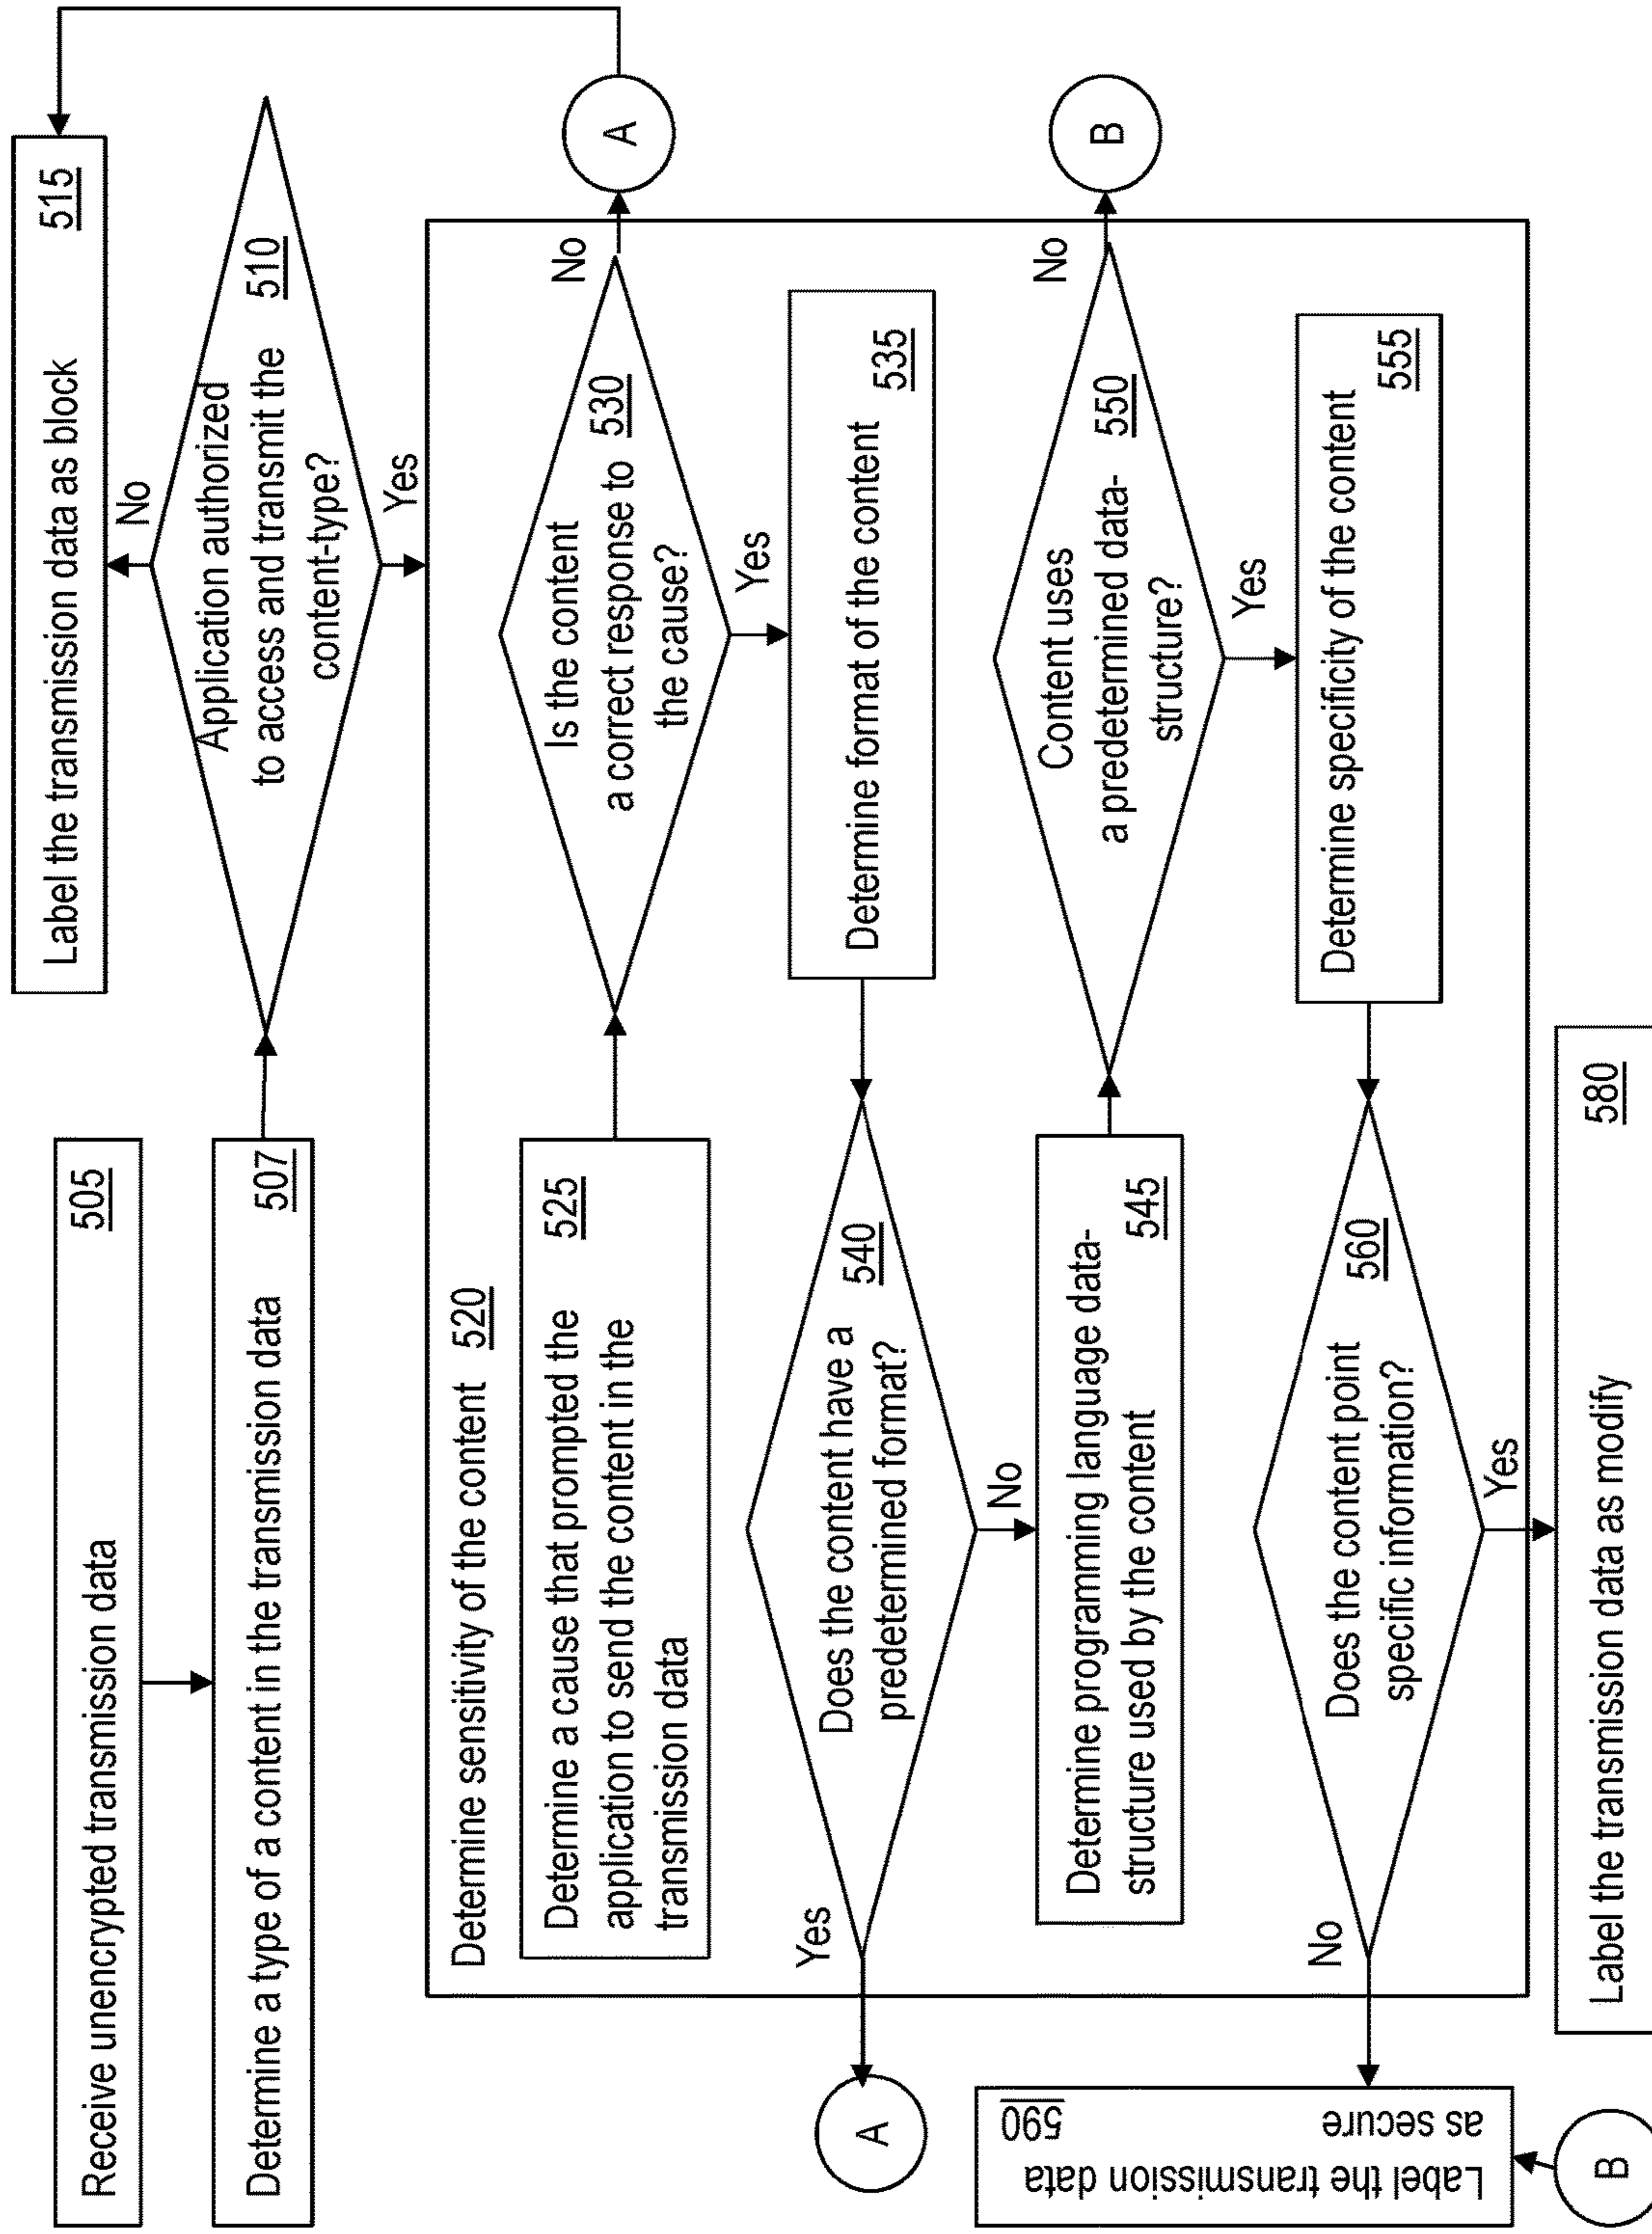 Receive unencrypted transmission data 505
Determine a type of a content in the transmission data 507
Application authorized
to access and transmit the 510
content-type?
No
Yes
Label the transmission data as block 515
Determine sensitivity of the content 520
Determine a cause that prompted the 525
application to send the content in the
transmission data
Is the content
a correct response to 530
the cause?
No
A
Yes
Determine format of the content 535
Does the content have a 540
predetermined format?
Yes
A
No
Determine programming language data- 545
structure used by the content
Content uses
a predetermined data- 550
structure?
No
B
Yes
Determine specificity of the content 555
Does the content point 560
specific information?
No
Yes
Label the transmission data
as secure 590
B
Label the transmission data as modify 580